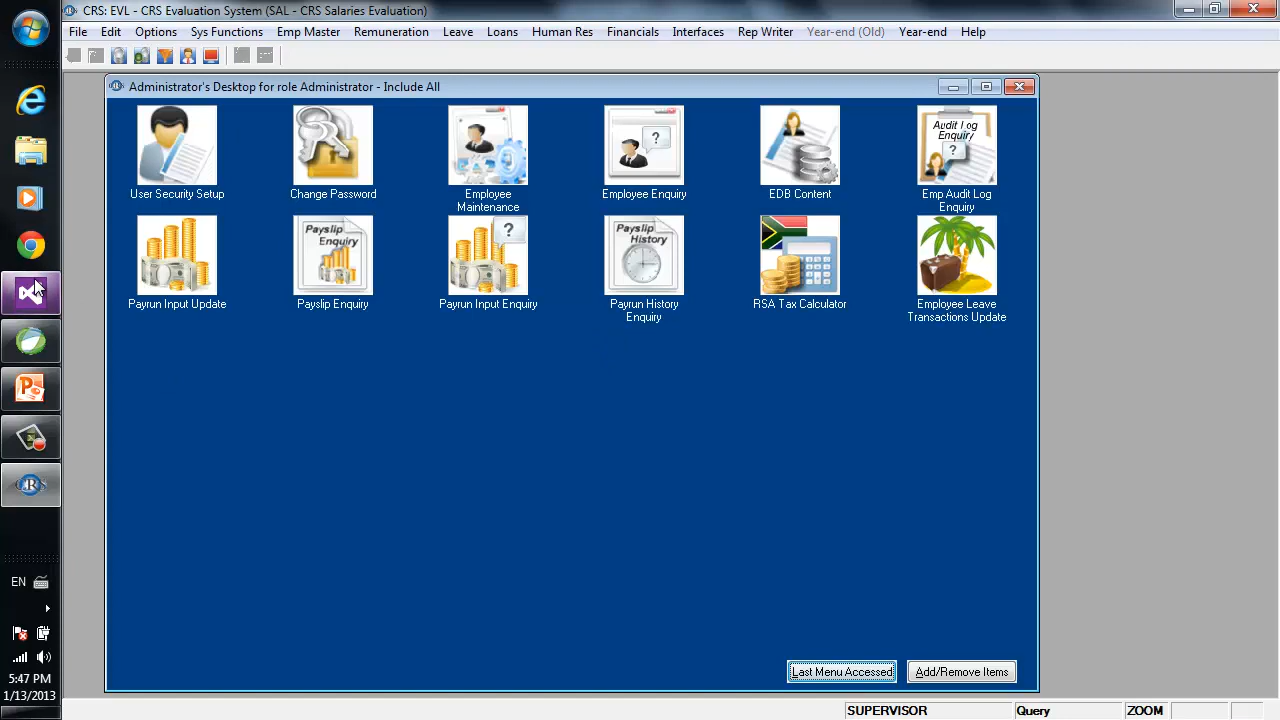 CRS: EVL - CRS Evaluation System (SAL - CRS Salaries Evaluation)
File Edit Options Sys Functions Emp Master Remuneration Leave Loans Human Res Financials Interfaces Rep Writer Year-end (Old) Year-end Help
Administrator's Desktop for role Administrator - Include All
Audit Log
Enquiry
User Security Setup Change Password Employee Employee Enquiry EDB Content Emp Audit Log
Maintenance Enquiry
Payslip
Enquiry
Payslip
History
Payrun Input Update Payslip Enquiry Payrun Input Enquiry Payrun History RSA Tax Calculator Employee Leave
Enquiry Transactions Update
EN
5:47 PM
1/13/2013
Last Menu Accessed Add/Remove Items
SUPERVISOR Query ZOOM